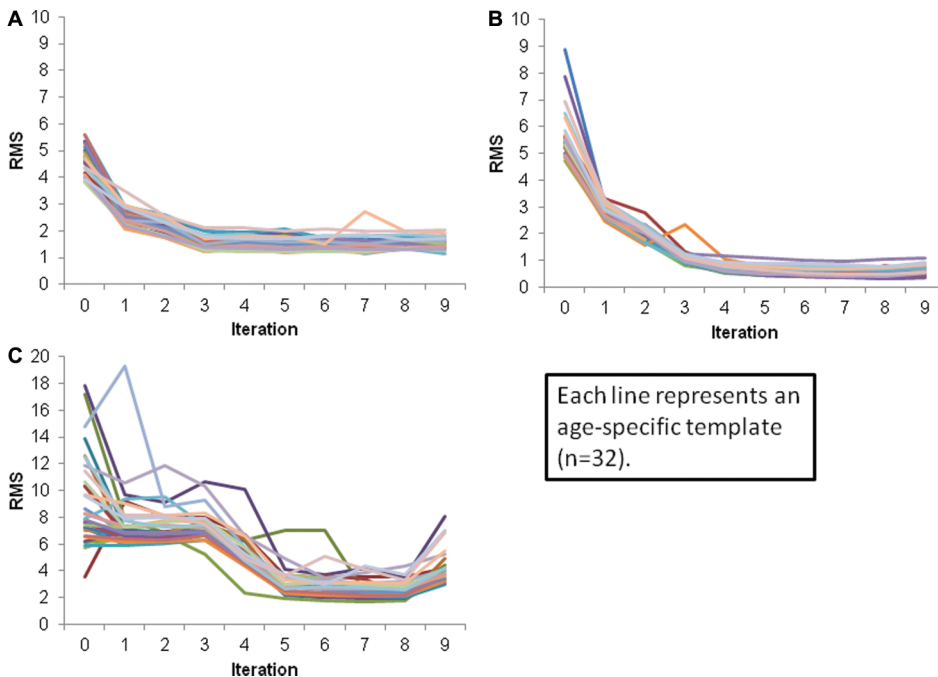 A
10
9
8
7
6
5
4
3
2
1
0
RMS
0 1 2 3 4 5 6 7 8 9
Iteration
B
10
9
8
7
6
5
4
3
2
1
0
RMS
0 1 2 3 4 5 6 7 8 9
Iteration
C
20
18
16
14
12
10
8
6
4
2
0
RMS
0 1 2 3 4 5 6 7 8 9
Iteration
Each line represents an
age-specific template
(n=32).